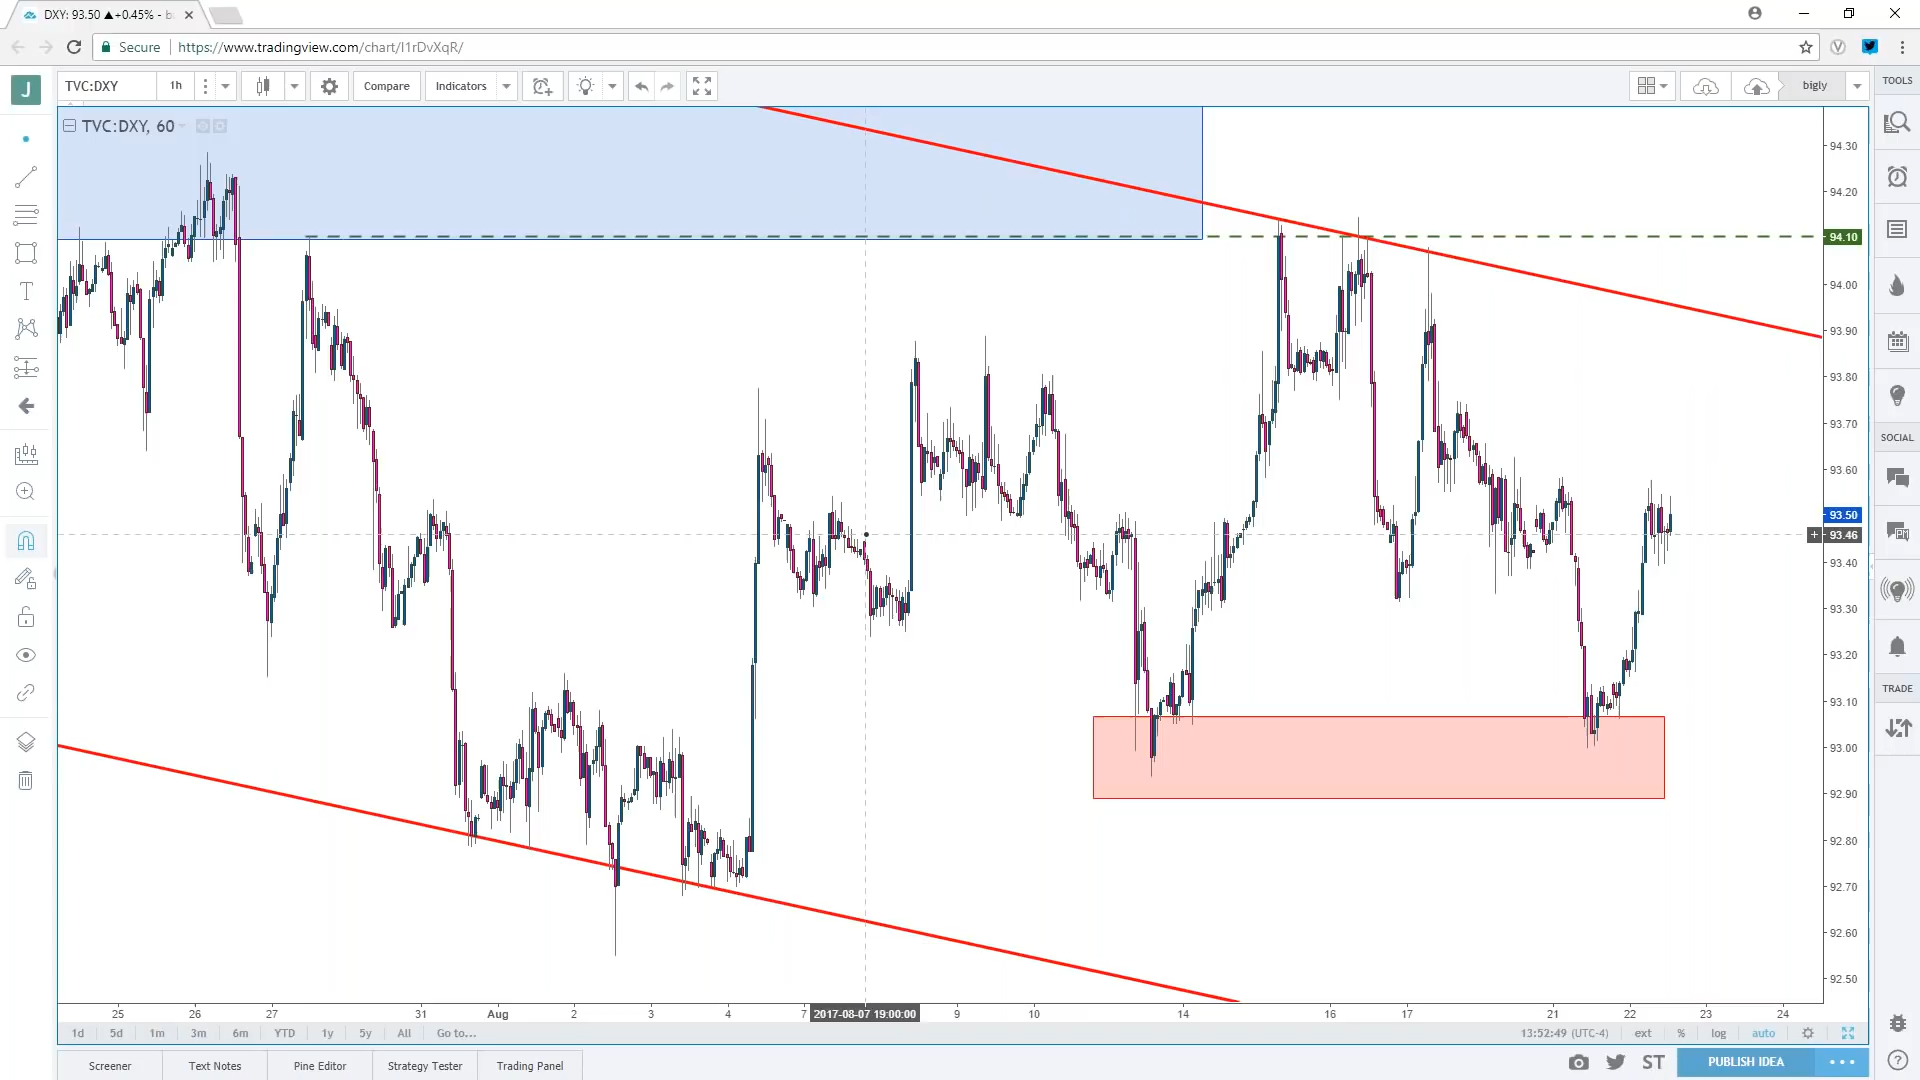 DXY: 93.50 ▲+0.45% - b
Secure | https://www.tradingview.com/chart/l1rDvXqR/
J TVC:DXY 1h Compare Indicators bigly
TOOLS
TVC:DXY, 60
94.30
94.20
94.10
94.00
93.90
93.80
93.70
93.60
93.50
93.46
93.40
93.30
93.20
93.10
93.00
92.90
92.80
92.70
92.60
92.50
SOCIAL
TRADE
25 26 27 31 Aug 2 3 4 7 2017-08-07 19:00:00 9 10 14 16 17 21 22 23 24
1d 5d 1m 3m 6m YTD 1y 5y All Go to... 13:52:49 (UTC-4) ext % log auto
Screener Text Notes Pine Editor Strategy Tester Trading Panel ST PUBLISH IDEA